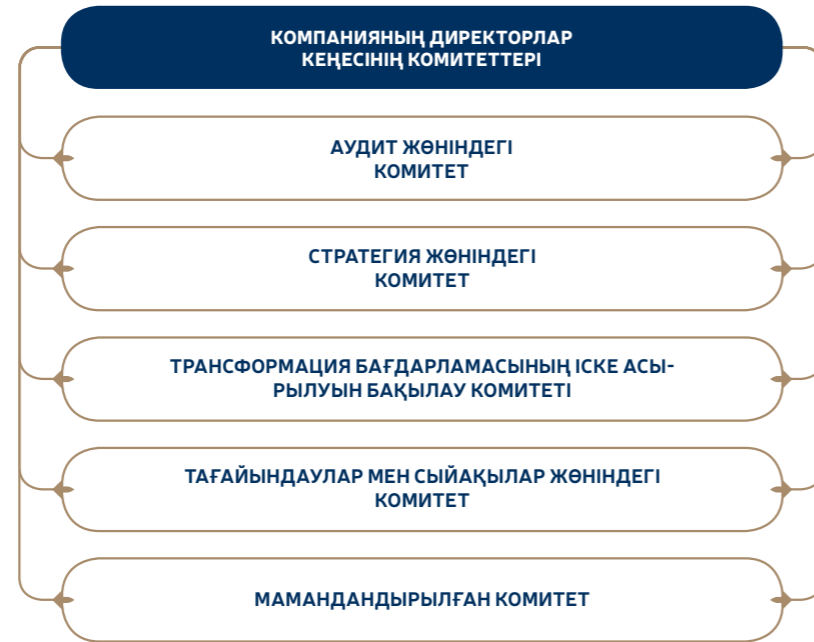 КОМПАНИЯНЫҢ ДИРЕКТОРЛАР
КЕҢЕСІНІҢ КОМИТЕТТЕРІ
АУДИТ ЖӨНІНДЕГІ
КОМИТЕТ
СТРАТЕГИЯ ЖӨНІНДЕГІ
КОМИТЕТ
ТРАНСФОРМАЦИЯ БАҒДАРЛАМАСЫНЫҢ ІСКЕ АСЫ-
РЫЛУЫН БАҚЫЛАУ КОМИТЕТІ
ТАҒАЙЫНДАУЛАР МЕН СЫЙАҚЫЛАР ЖӨНІНДЕГІ
КОМИТЕТ
МАМАНДАНДЫРЫЛҒАН КОМИТЕТ